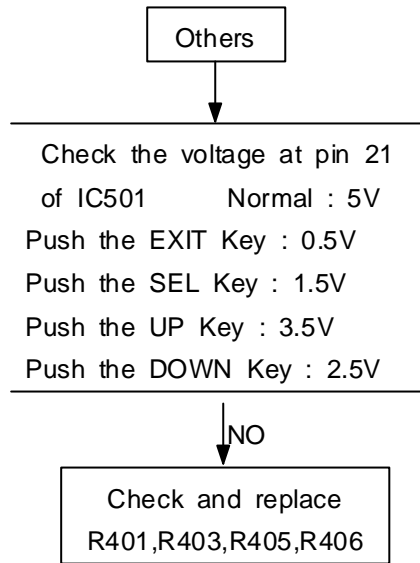 Others
Check the voltage at pin 21
of IC501 Normal : 5V
Push the EXIT Key : 0.5V
Push the SEL Key : 1.5V
Push the UP Key : 3.5V
Push the DOWN Key : 2.5V
NO
Check and replace
R401,R403,R405,R406